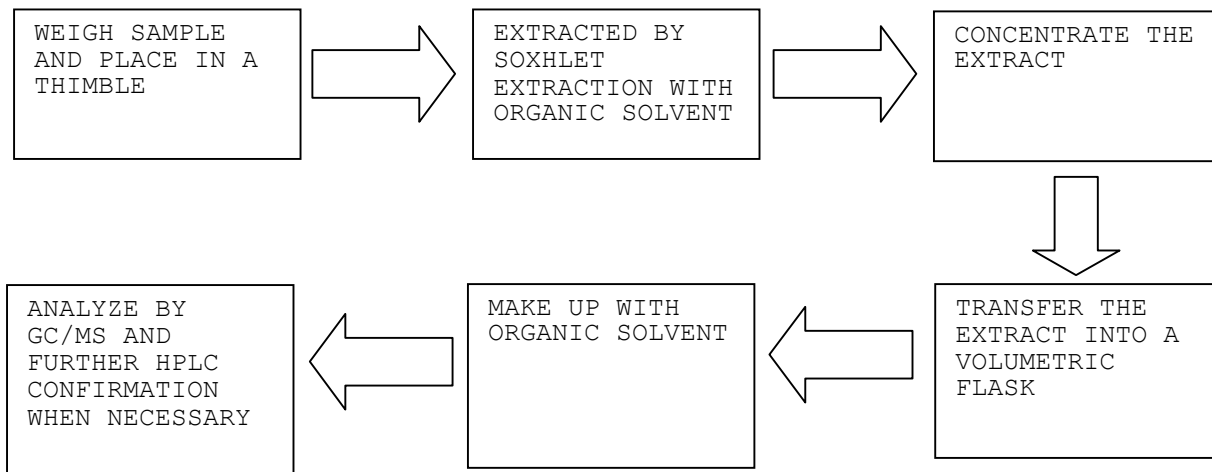 WEIGH SAMPLE
AND PLACE IN A
THIMBLE
EXTRACTED BY
SOXHLET
EXTRACTION WITH
ORGANIC SOLVENT
CONCENTRATE THE
EXTRACT
TRANSFER THE
EXTRACT INTO A
VOLUMETRIC
FLASK
MAKE UP WITH
ORGANIC SOLVENT
ANALYZE BY
GC/MS AND
FURTHER HPLC
CONFIRMATION
WHEN NECESSARY